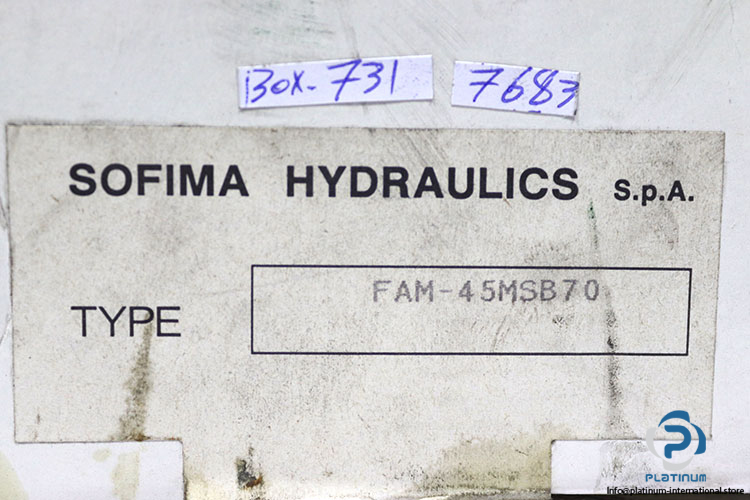 Box-731 7683
SOFIMA HYDRAULICS S.p.A.
FAM-45MSB70
TYPE
PLATINUM
Info@platinum-international.store